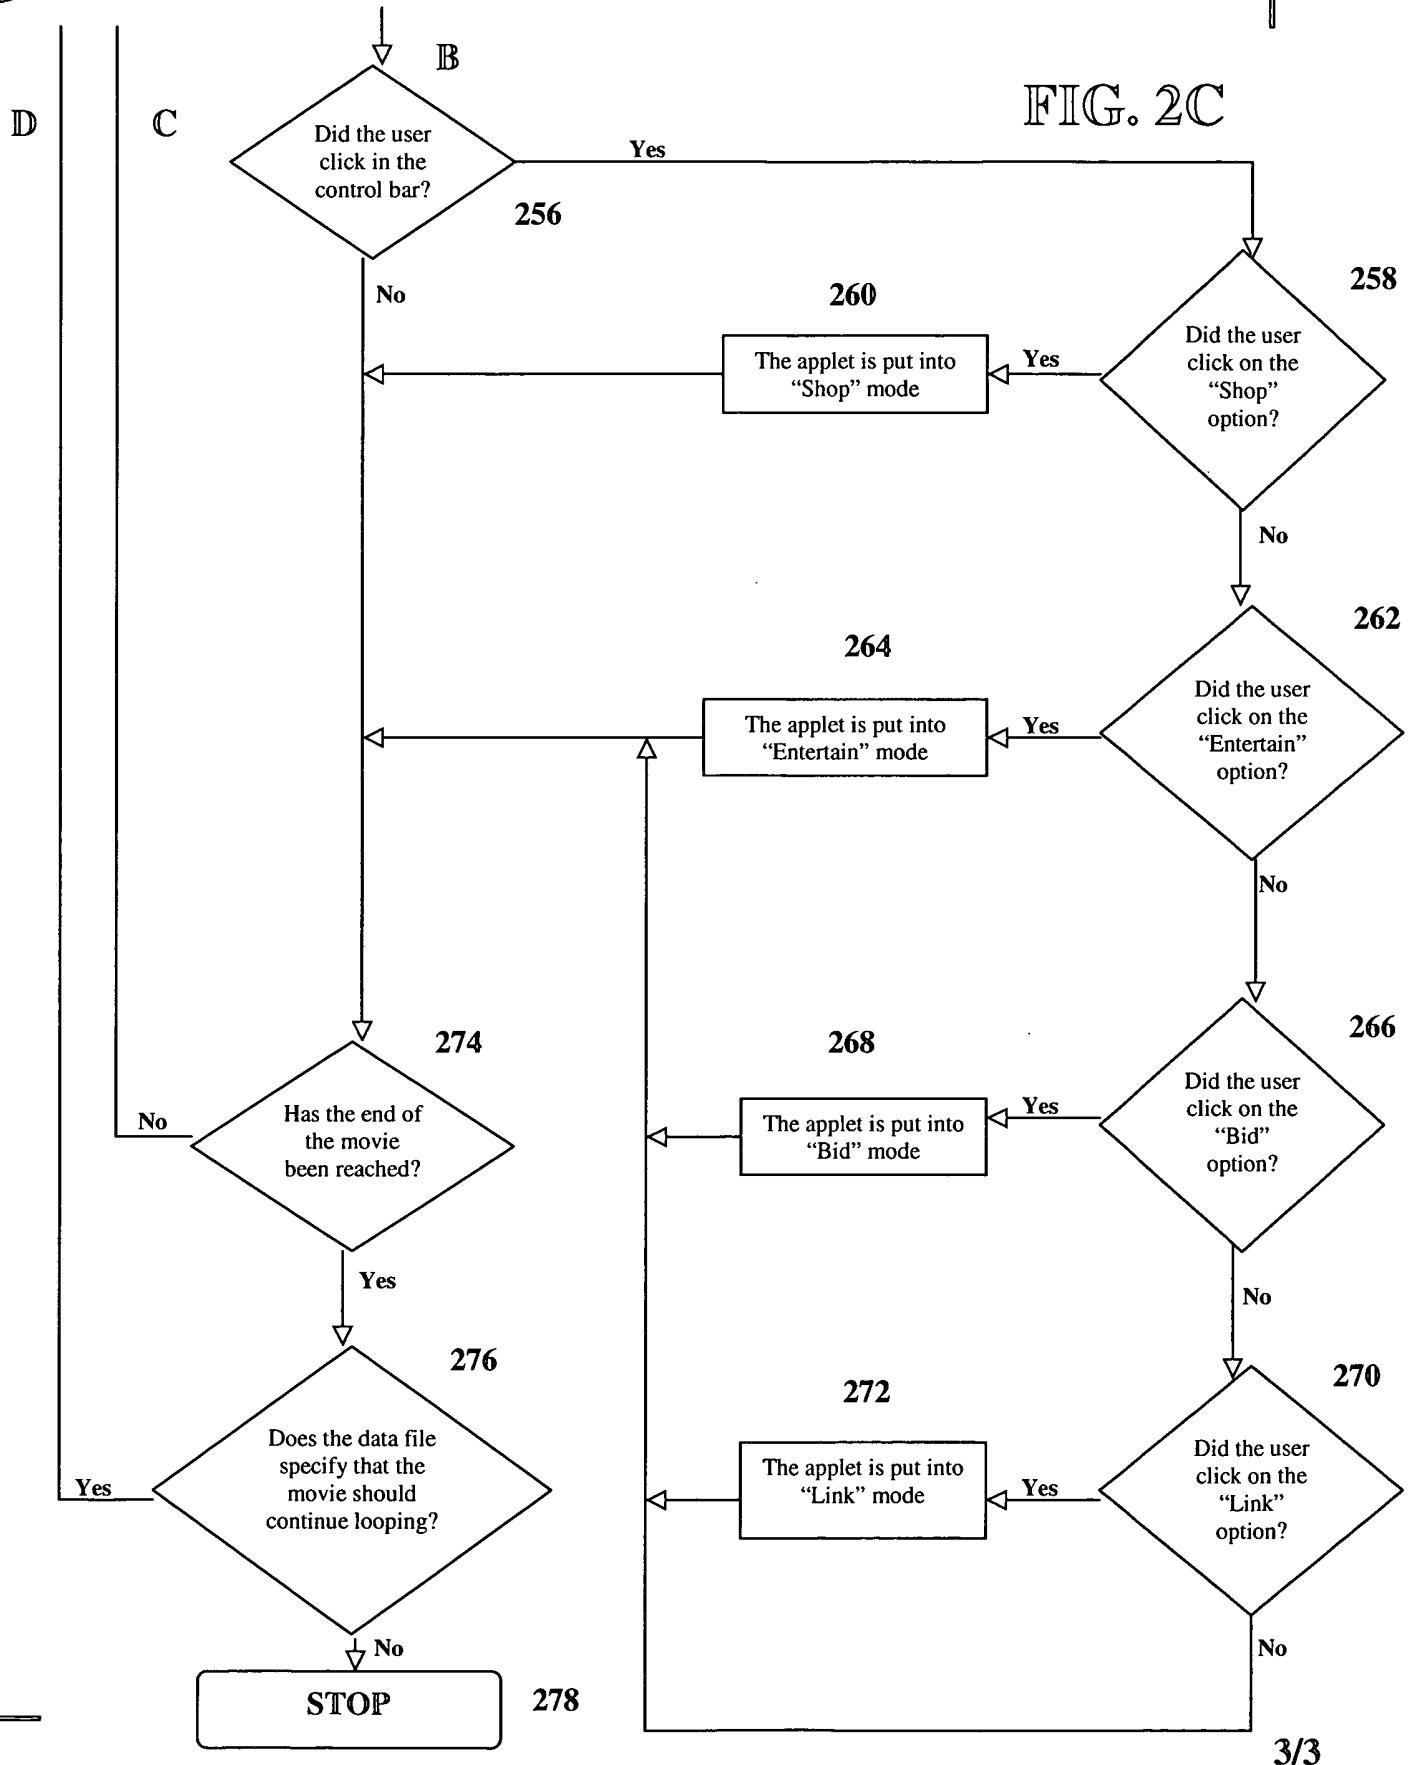 B
D
C
FIG. 2C
Did the user
click in the
control bar?
Yes
256
No
258
260
Did the user
click on the
“Shop”
option?
Yes
The applet is put into
“Shop” mode
No
262
264
Did the user
click on the
“Entertain”
option?
Yes
The applet is put into
“Entertain” mode
No
266
268
274
Did the user
click on the
“Bid”
option?
Yes
The applet is put into
“Bid” mode
Has the end of
the movie
been reached?
No
Yes
No
276
270
272
Did the user
click on the
“Link”
option?
Yes
The applet is put into
“Link” mode
Does the data file
specify that the
movie should
continue looping?
Yes
No
No
STOP
278
3/3